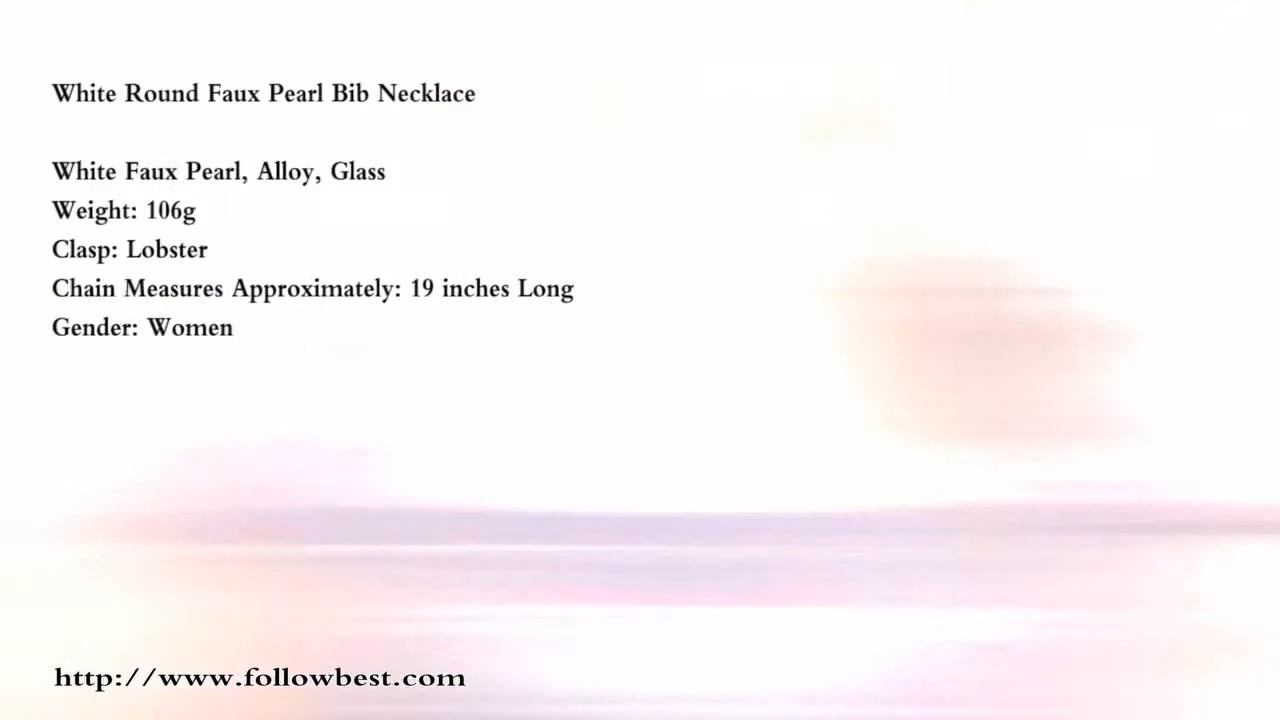 White Round Faux Pearl Bib Necklace
White Faux Pearl, Alloy, Glass
Weight: 106g
Clasp: Lobster
Chain Measures Approximately: 19 inches Long
Gender: Women
http://www.followbest.com